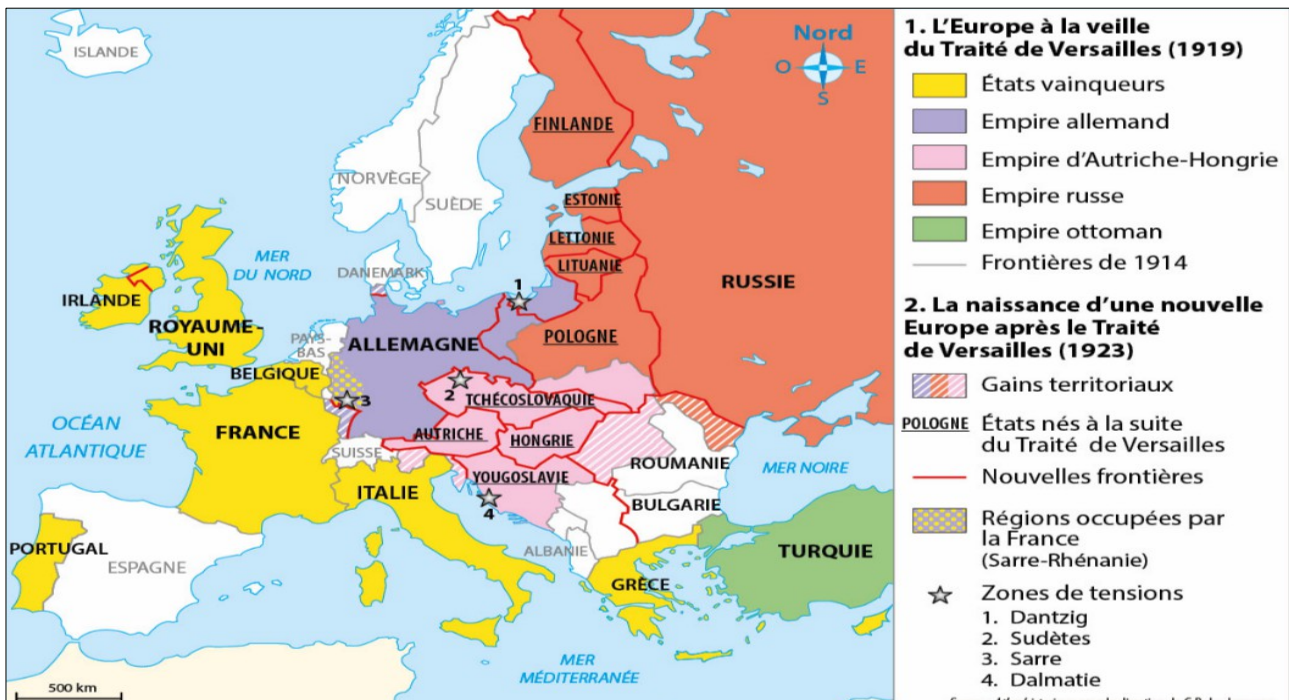 ISLANDE
Nord
O
E
S
FINLANDE
NORVÈGE
SUÈDE
ESTONIE
MER
DU NORD
LETTONIE
DANEMARK
LITUANIE
RUSSIE
IRLANDE
1
ROYAUME-
UNI
PAYS-
BAS
ALLEMAGNE
POLOGNE
BELGIQUE
2
TCHÉCOSLOVAQUIE
3
OCÉAN
ATLANTIQUE
FRANCE
AUTRICHE
HONGRIE
SUISSE
ROUMANIE
MER NOIRE
ITALIE
YOUGOSLAVIE
4
BULGARIE
PORTUGAL
ESPAGNE
ALBANIE
TURQUIE
GRÈCE
MER
MÉDITERRANÉE
500 km
1. L’Europe à la veille
du Traité de Versailles (1919)
États vainqueurs
Empire allemand
Empire d’Autriche-Hongrie
Empire russe
Empire ottoman
Frontières de 1914
2. La naissance d’une nouvelle
Europe après le Traité
de Versailles (1923)
Gains territoriaux
POLOGNE États nés à la suite
du Traité de Versailles
Nouvelles frontières
Régions occupées par
la France
(Sarre-Rhénanie)
Zones de tensions
1. Dantzig
2. Sudètes
3. Sarre
4. Dalmatie